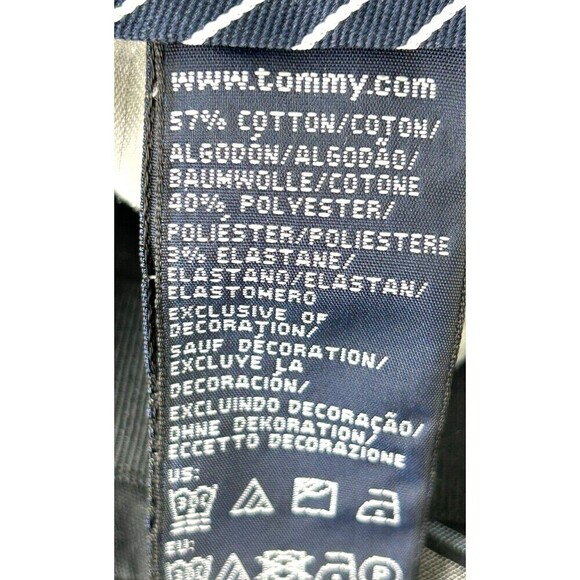 www.tommy.com
57% COTTON/COTON/
ALGODÓN/ALGODÃO/
BAUMWOLLE/COTONE
40% POLYESTER/
POLIÉSTER/POLIESTERE
3% ELASTANE/
ELASTANO/ELASTAN/
ELASTOMERO
EXCLUSIVE OF
DECORATION/
SAUF DÉCORATION/
EXCLUYE LA
DECORACIÓN/
EXCLUINDO DECORAÇÃO/
OHNE DEKORATION/
ECCETTO DECORAZIONE
US:
EU:
P